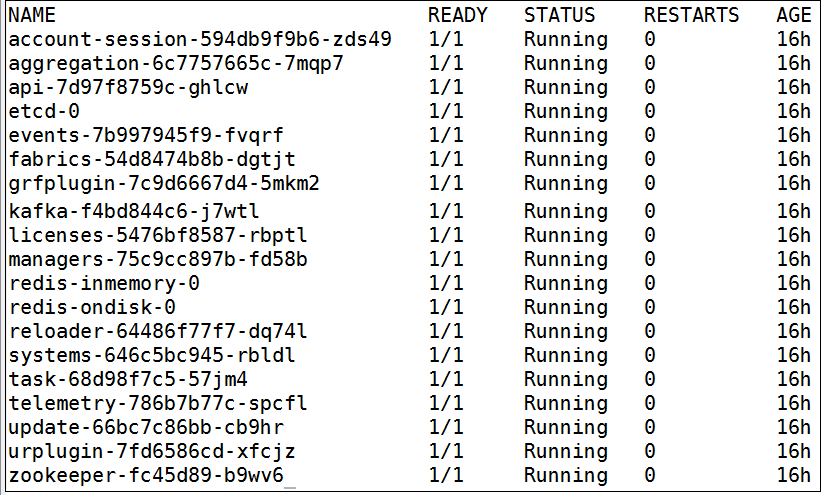 NAME READY STATUS RESTARTS AGE
account-session-594db9f9b6-zds49 1/1 Running 0 16h
aggregation-6c7757665c-7mqp7 1/1 Running 0 16h
api-7d97f8759c-ghlcw 1/1 Running 0 16h
etcd-0 1/1 Running 0 16h
events-7b997945f9-fvqrf 1/1 Running 0 16h
fabrics-54d8474b8b-dgtjt 1/1 Running 0 16h
grfplugin-7c9d6667d4-5mkm2 1/1 Running 0 16h
kafka-f4bd844c6-j7wtl 1/1 Running 0 16h
licenses-5476bf8587-rbptl 1/1 Running 0 16h
managers-75c9cc897b-fd58b 1/1 Running 0 16h
redis-inmemory-0 1/1 Running 0 16h
redis-ondisk-0 1/1 Running 0 16h
reloader-64486f77f7-dq74l 1/1 Running 0 16h
systems-646c5bc945-rbldl 1/1 Running 0 16h
task-68d98f7c5-57jm4 1/1 Running 0 16h
telemetry-786b7b77c-spcfl 1/1 Running 0 16h
update-66bc7c86bb-cb9hr 1/1 Running 0 16h
urplugin-7fd6586cd-xfcjz 1/1 Running 0 16h
zookeeper-fc45d89-b9wv6 1/1 Running 0 16h